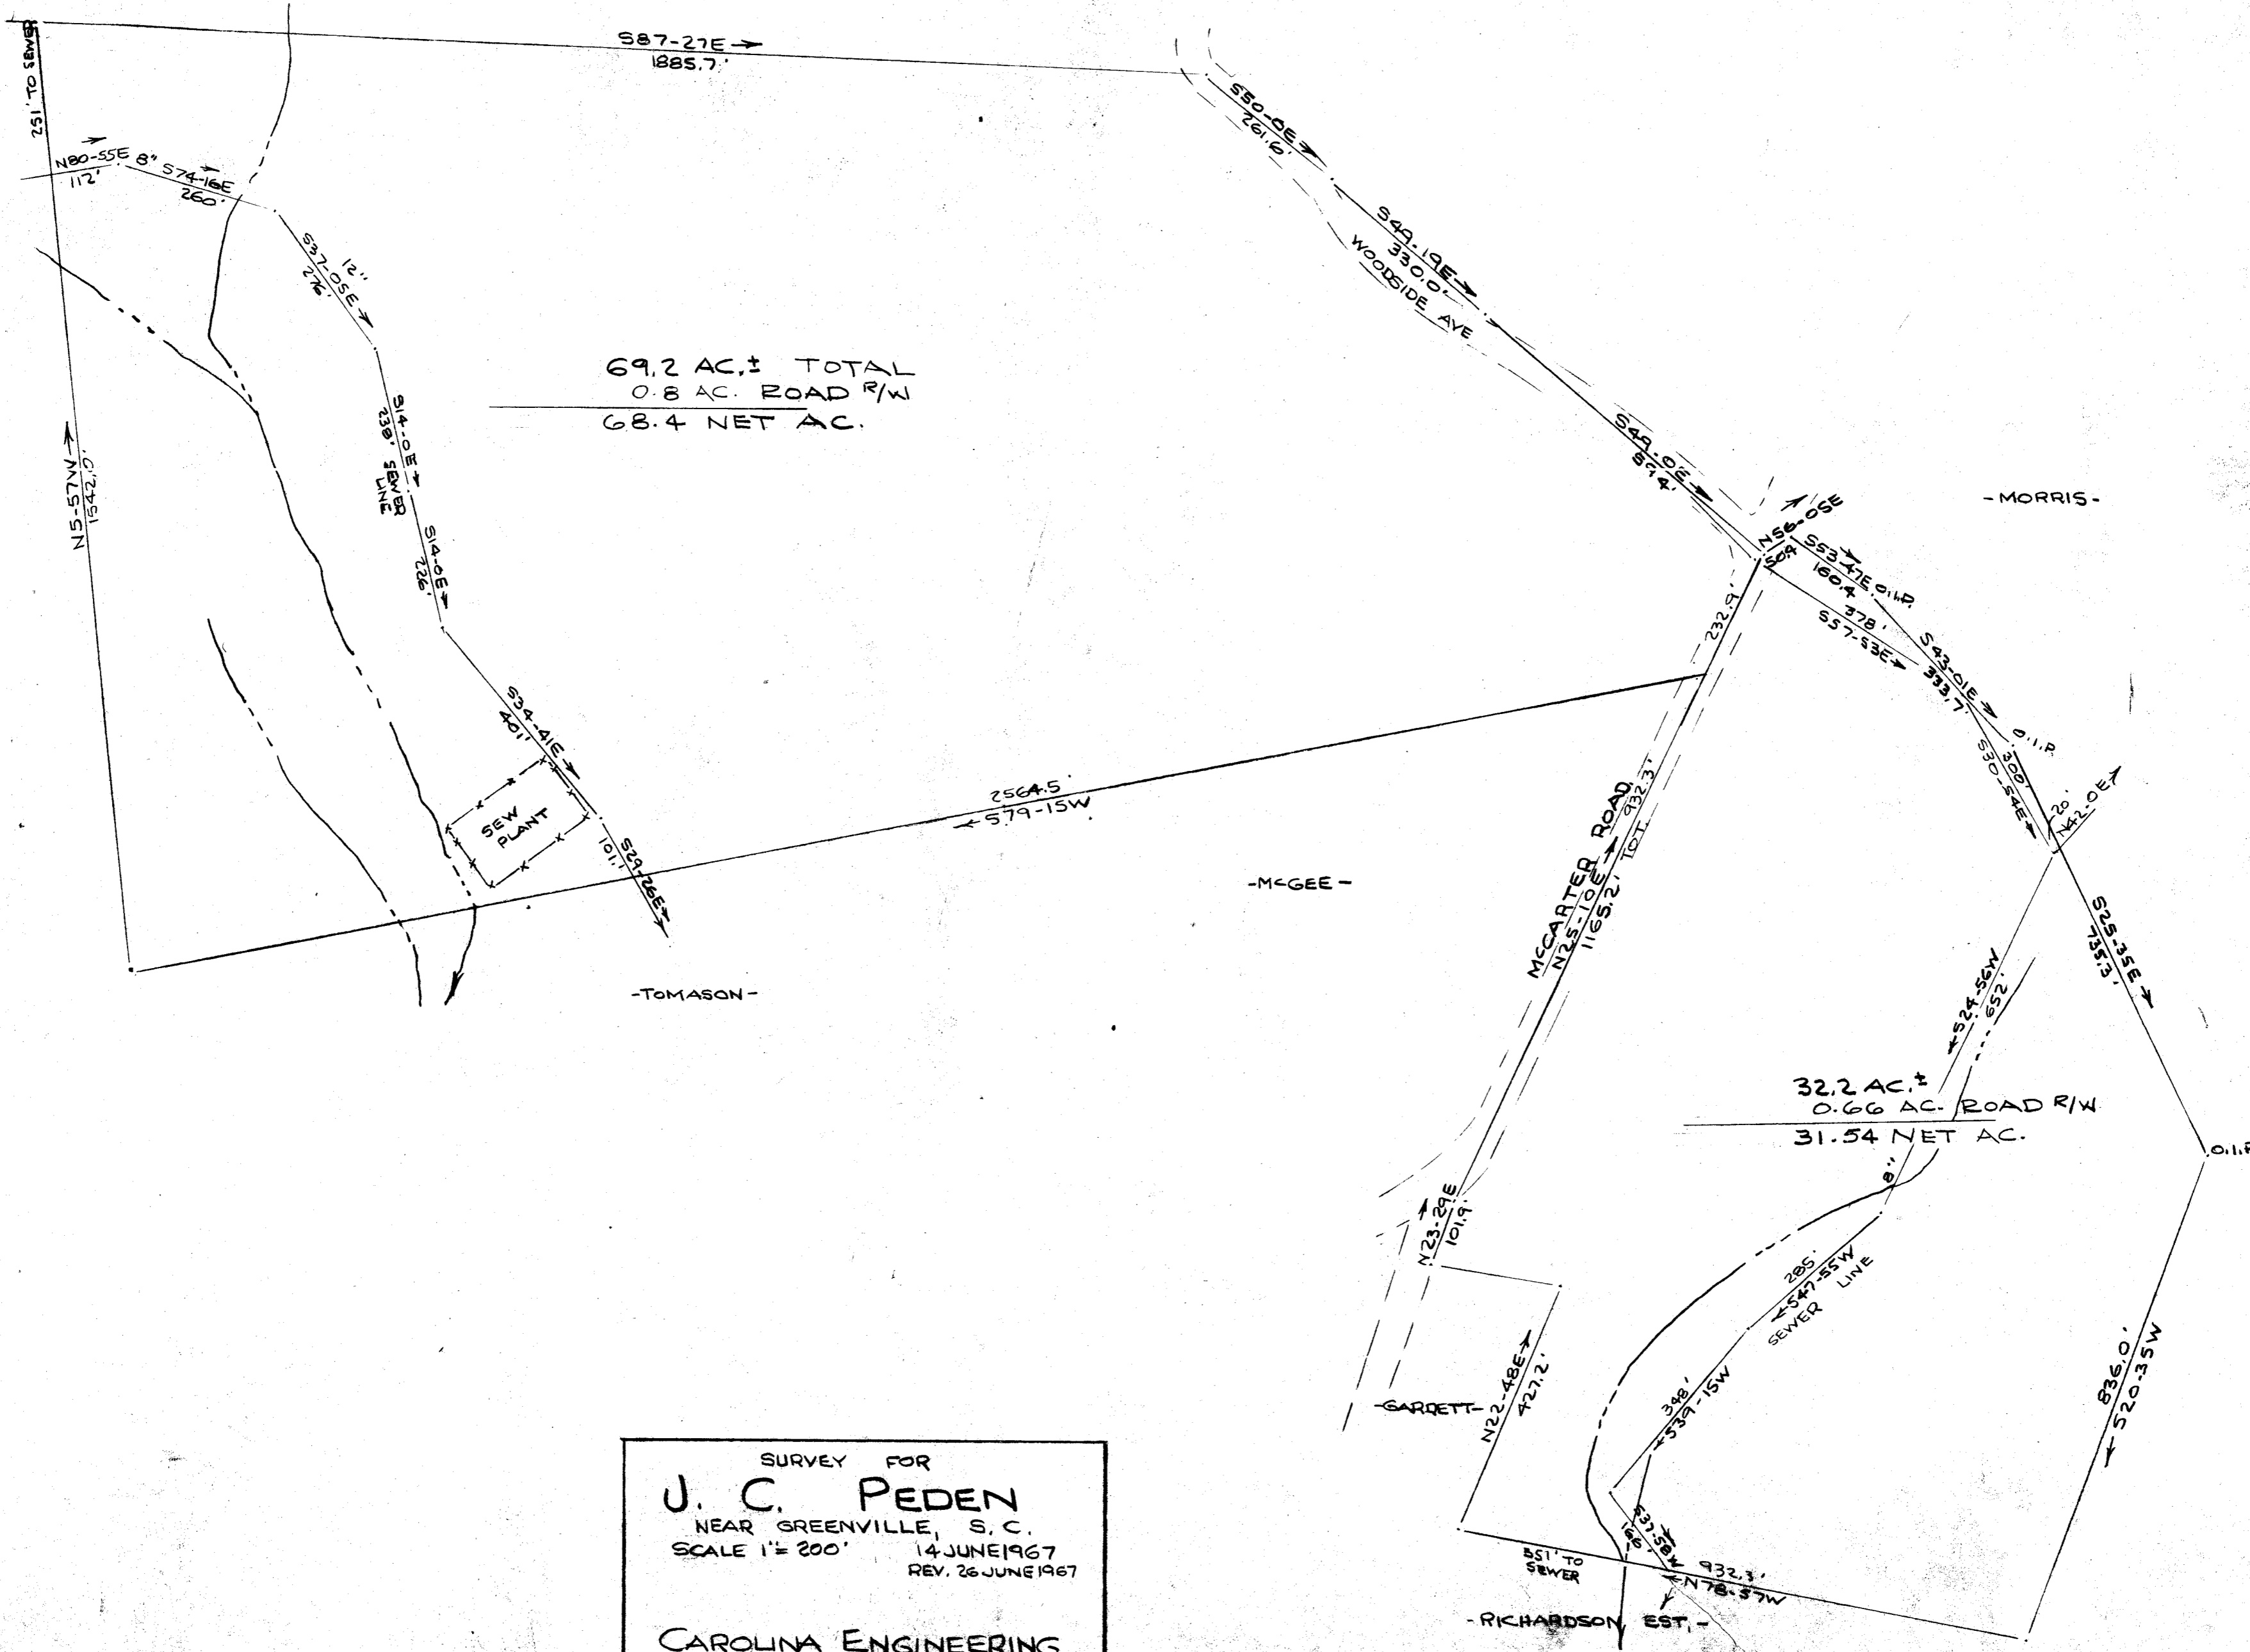 S87-27E
1885.7'
251' TO SEWER
N80-55E
112'
8"
S74-16E
260'
12"
S37-05E
276'
S14-0E
238' SEWER
LINE
S14-0E
226'
S34-41E
401'
S29-26E
101.1'
SEW
PLANT
N5-57W
1542.0'
69.2 AC.± TOTAL
0.8 AC. ROAD R/W
68.4 NET AC.
S50-0E
261.6'
S49-19E
330.0'
WOODSIDE AVE
S49-0E
N56-05E
50.4
S53-47E
160.4
O.I.P.
378'
S57-53E
S43-01E
333.7'
O.I.P.
300'
S30-54E
20'
N42-0E
-MORRIS-
232.9'
2564.5'
S79-15W
-McGEE-
-TOMASON-
McCARTER ROAD
N25-10E
1165.2' TOT.
932.3'
S25-35E
735.3'
S24-56W
652'
32.2 AC.±
0.66 AC. ROAD R/W
31.54 NET AC.
O.I.P
8"
N23-29E
101.9'
285'
S47-55W
SEWER LINE
348'
S39-15W
-GARRETT-
N22-48E
427.2'
836.0'
S20-35W
S37-58W
166'
351' TO
SEWER
932.3'
N78-57W
-RICHARDSON EST.-
SURVEY FOR
J. C. PEDEN
NEAR GREENVILLE, S.C.
SCALE 1"= 200' 14 JUNE 1967
REV. 26 JUNE 1967
CAROLINA ENGINEERING